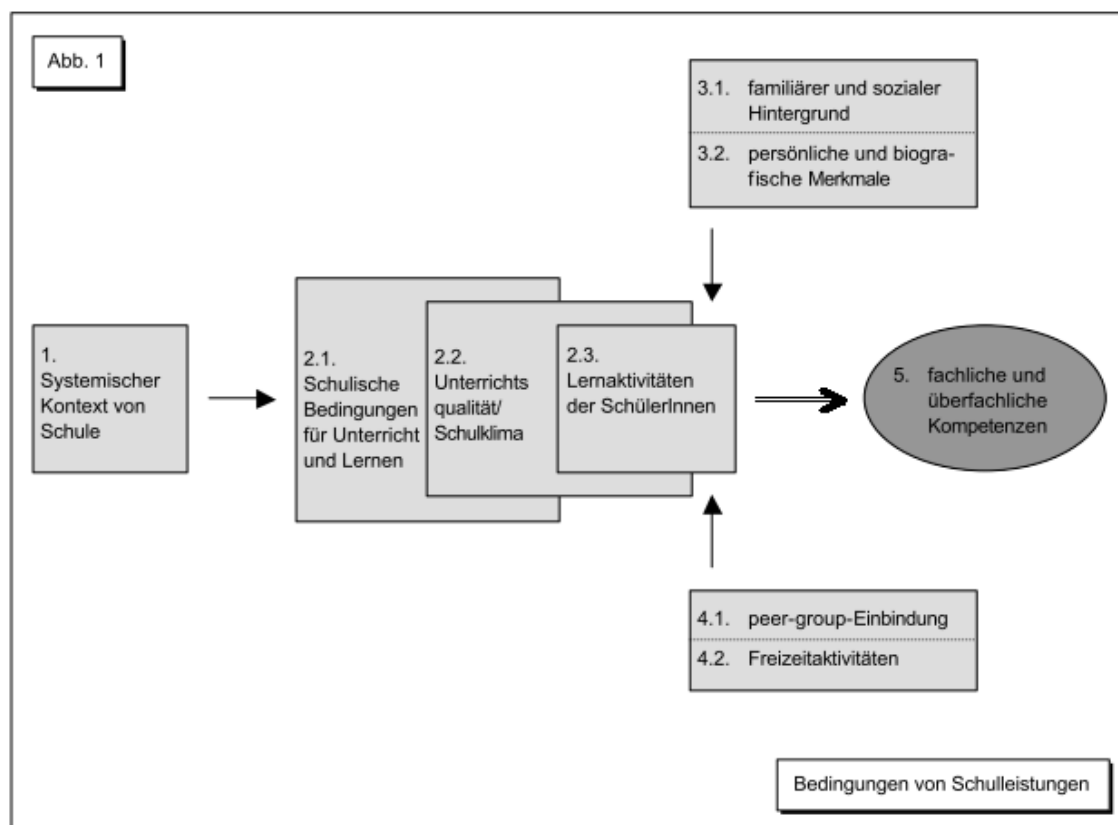 Abb. 1
3.1. familiärer und sozialer
Hintergrund
3.2. persönliche und biogra-
fische Merkmale
1.
Systemischer
Kontext von
Schule
2.1.
Schulische
Bedingungen
für Unterricht
und Lernen
2.2.
Unterrichts
qualität/
Schulklima
2.3.
Lernaktivitäten
der SchülerInnen
5. fachliche und
überfachliche
Kompetenzen
4.1. peer-group-Einbindung
4.2. Freizeitaktivitäten
Bedingungen von Schulleistungen